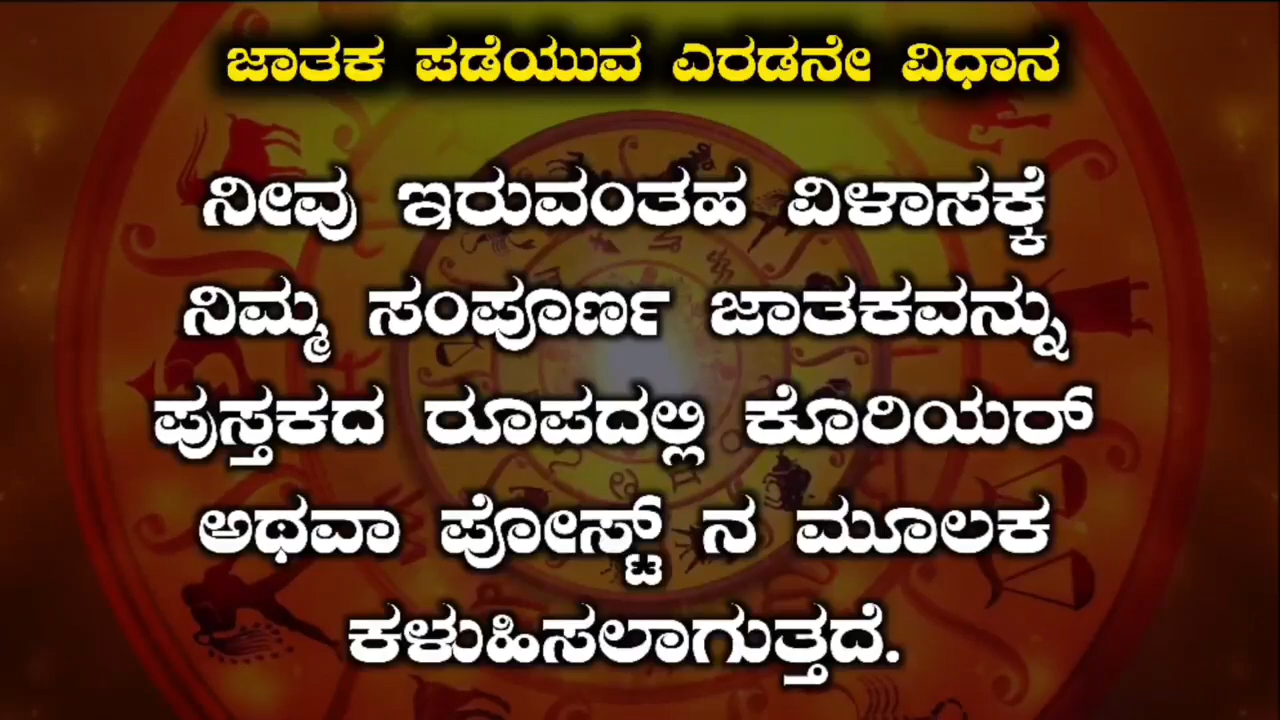 ಜಾತಕ ಪಡೆಯುವ ಎರಡನೇ ವಿಧಾನ
ನೀವು ಇರುವಂತಹ ವಿಳಾಸಕ್ಕೆ
ನಿಮ್ಮ ಸಂಪೂರ್ಣ ಜಾತಕವನ್ನು
ಪುಸ್ತಕದ ರೂಪದಲ್ಲಿ ಕೊರಿಯರ್
ಅಥವಾ ಪೋಸ್ಟ್ ನ ಮೂಲಕ
ಕಳುಹಿಸಲಾಗುತ್ತದೆ.